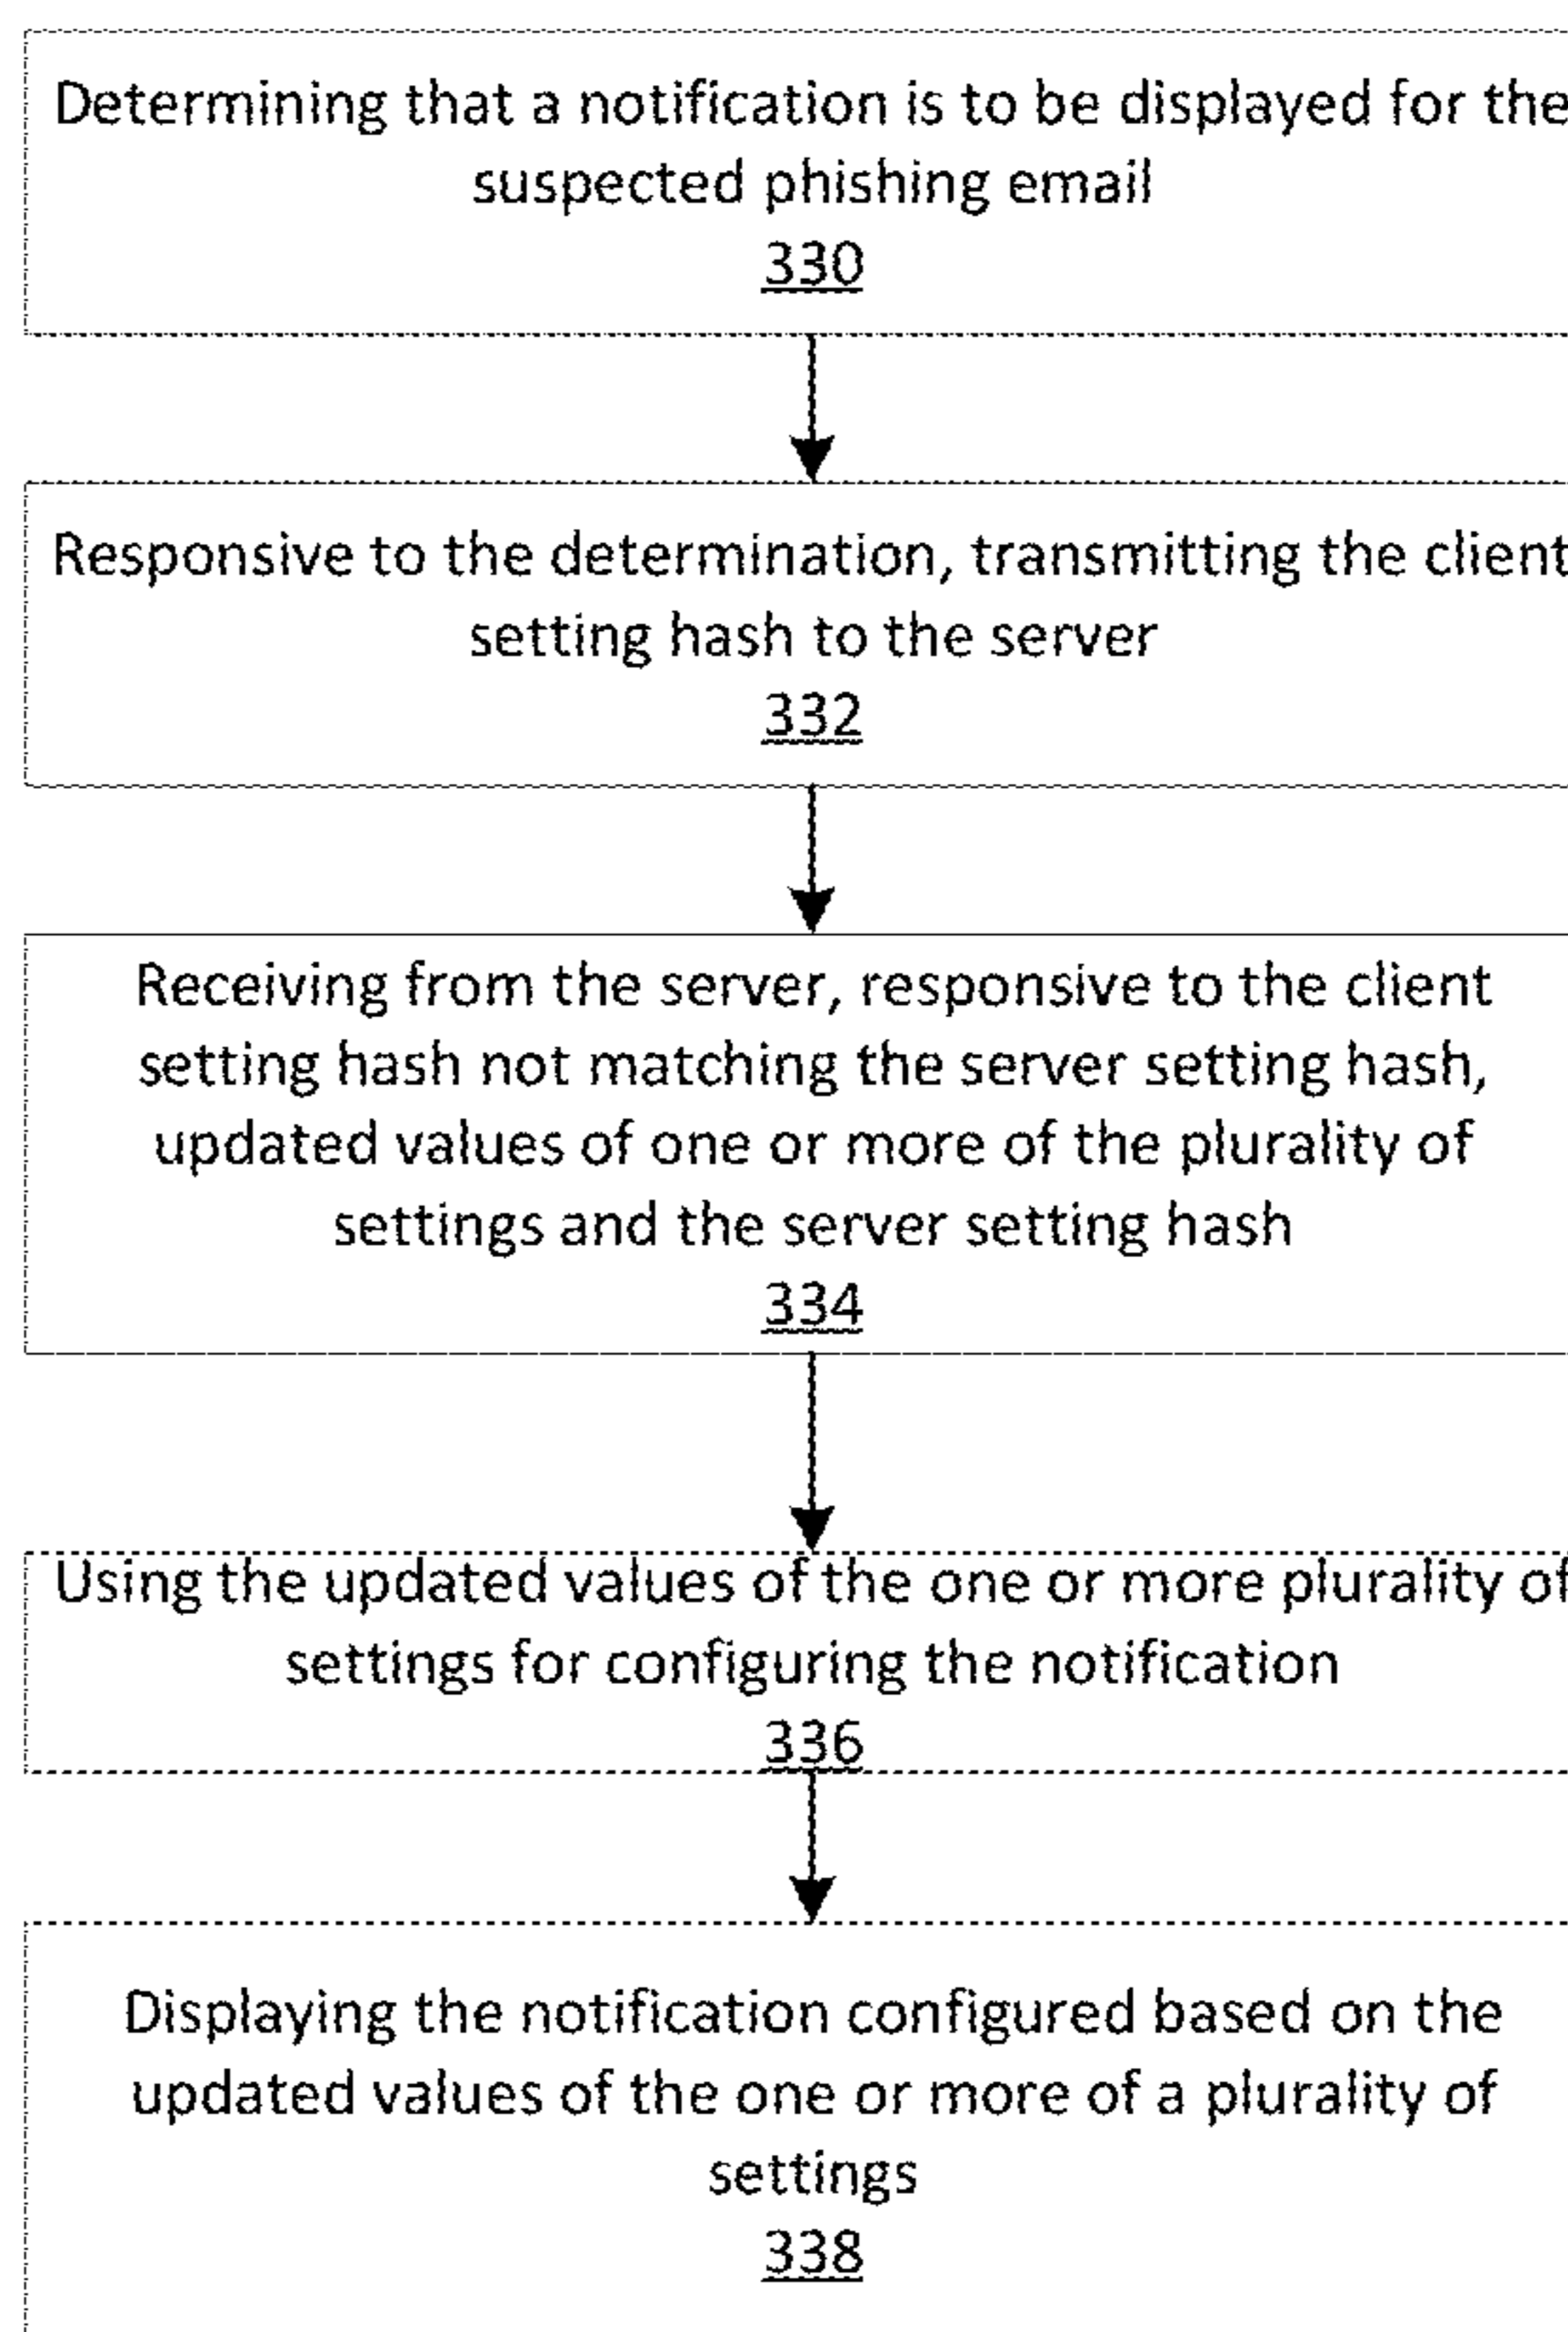 Determining that a notification is to be displayed for the
suspected phishing email
330
Responsive to the determination, transmitting the client
setting hash to the server
332
Receiving from the server, responsive to the client
setting hash not matching the server setting hash,
updated values of one or more of the plurality of
settings and the server setting hash
334
Using the updated values of the one or more plurality of
settings for configuring the notification
336
Displaying the notification configured based on the
updated values of the one or more of a plurality of
settings
338